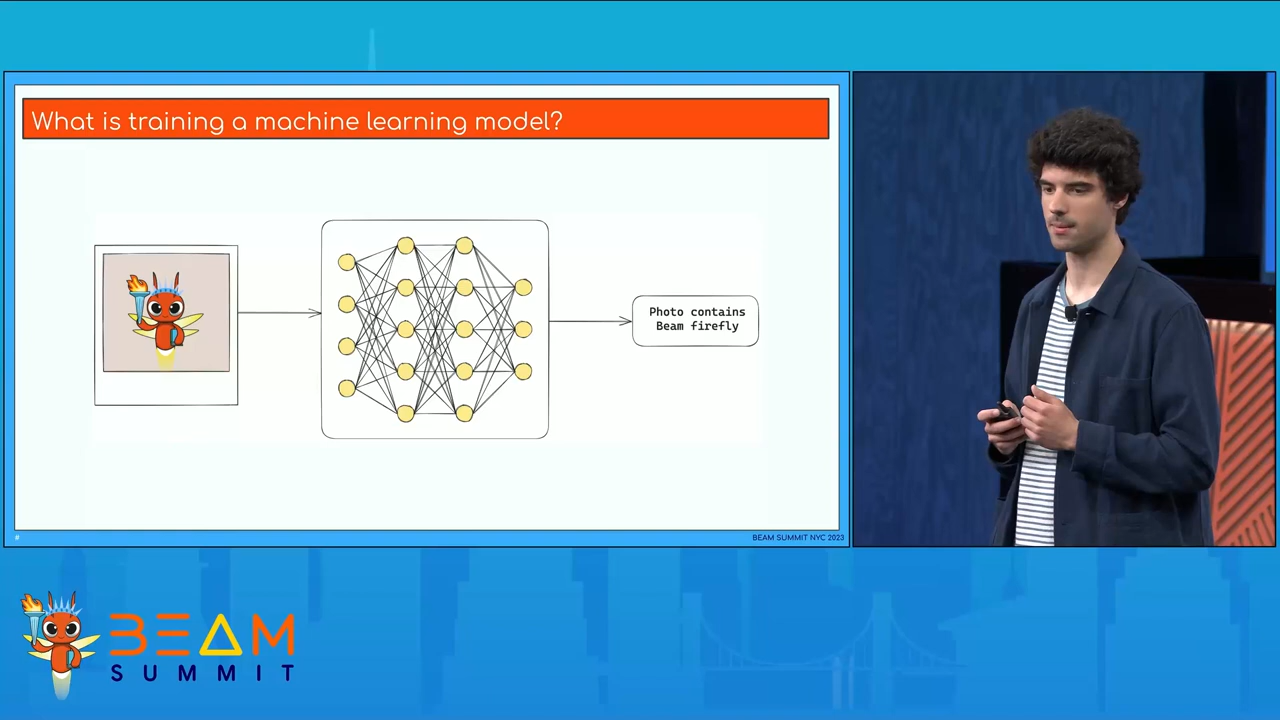 What is training a machine learning model?
Photo contains
Beam firefly
#
BEAM SUMMIT NYC 2023
BEAM
SUMMIT